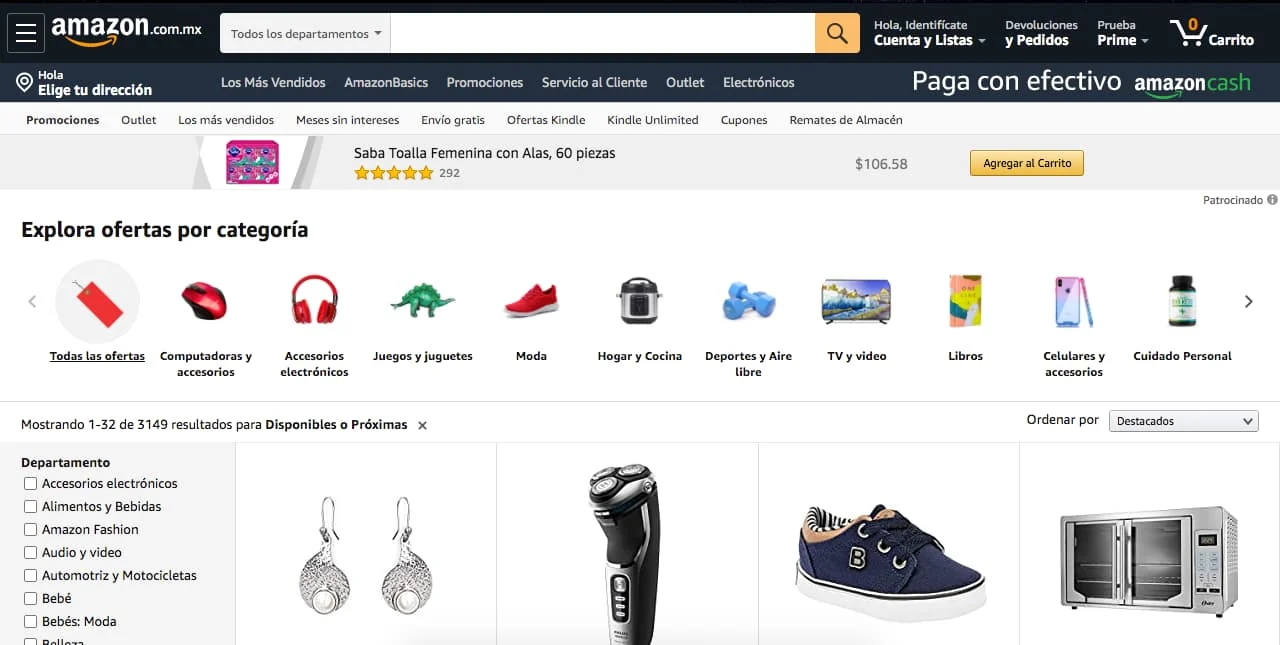 amazon.com.mx
Todos los departamentos
Hola, Identifícate
Cuenta y Listas
Devoluciones
y Pedidos
Prueba
Prime
0
Carrito
Hola
Elige tu dirección
Los Más Vendidos
AmazonBasics
Promociones
Servicio al Cliente
Outlet
Electrónicos
Paga con efectivo amazoncash
Promociones
Outlet
Los más vendidos
Meses sin intereses
Envío gratis
Ofertas Kindle
Kindle Unlimited
Cupones
Remates de Almacén
Saba Toalla Femenina con Alas, 60 piezas
292
$106.58
Agregar al Carrito
Patrocinado
Explora ofertas por categoría
Todas las ofertas
Computadoras y
accesorios
Accesorios
electrónicos
Juegos y juguetes
Moda
Hogar y Cocina
Deportes y Aire
libre
TV y video
ONE
LINE
Libros
Celulares y
accesorios
Cuidado Personal
Mostrando 1-32 de 3149 resultados para Disponibles o Próximas
Ordenar por
Destacados
Departamento
Accesorios electrónicos
Alimentos y Bebidas
Amazon Fashion
Audio y video
Automotriz y Motocicletas
Bebé
Bebés: Moda
Belleza
B
PHILIPS
Oster